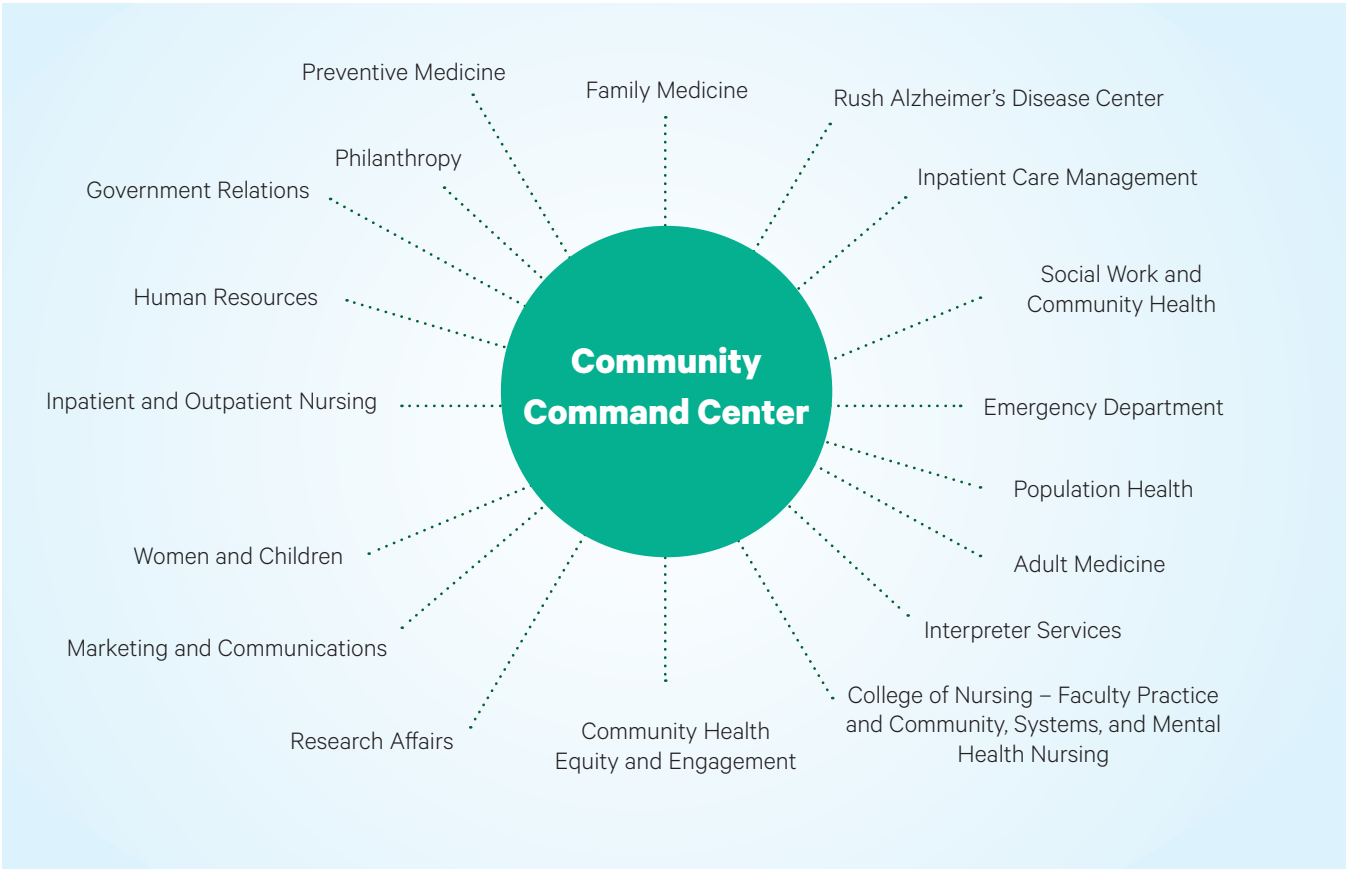 Preventive Medicine
Family Medicine
Rush Alzheimer’s Disease Center
Philanthropy
Inpatient Care Management
Government Relations
Social Work and
Community Health
Human Resources
Community
Command Center
Inpatient and Outpatient Nursing
Emergency Department
Population Health
Women and Children
Adult Medicine
Interpreter Services
Marketing and Communications
College of Nursing – Faculty Practice
and Community, Systems, and Mental
Health Nursing
Research Affairs
Community Health
Equity and Engagement